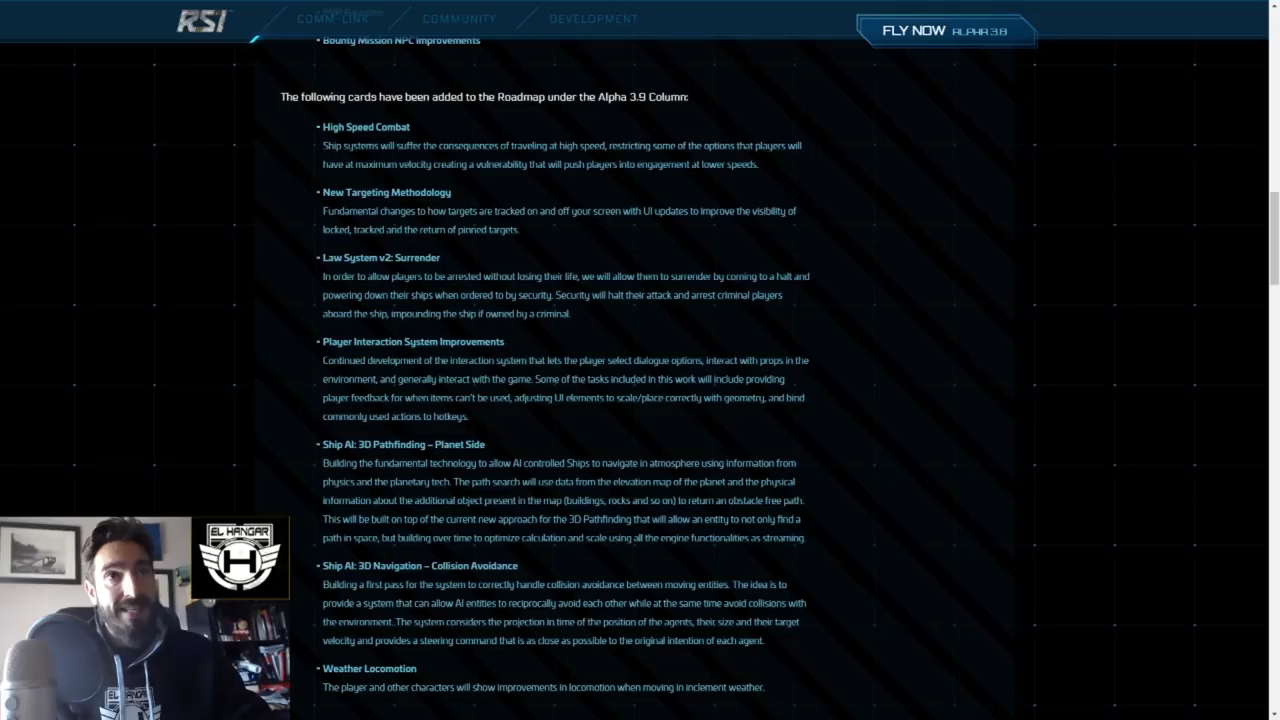 RSI
COMM-LINK
COMMUNITY
DEVELOPMENT
FLY NOW ALPHA 3.8
- Bounty Mission NPC Improvements
The following cards have been added to the Roadmap under the Alpha 3.9 Column:
- High Speed Combat
Ship systems will suffer the consequences of traveling at high speed, restricting some of the options that players will
have at maximum velocity creating a vulnerability that will push players into engagement at lower speeds.
- New Targeting Methodology
Fundamental changes to how targets are tracked on and off your screen with UI updates to improve the visibility of
locked, tracked and the return of pinned targets.
- Law System v2: Surrender
In order to allow players to be arrested without losing their life, we will allow them to surrender by coming to a halt and
powering down their ships when ordered to by security. Security will halt their attack and arrest criminal players
aboard the ship, impounding the ship if owned by a criminal.
- Player Interaction System Improvements
Continued development of the interaction system that lets the player select dialogue options, interact with props in the
environment, and generally interact with the game. Some of the tasks included in this work will include providing
player feedback for when items can't be used, adjusting UI elements to scale/place correctly with geometry, and bind
commonly used actions to hotkeys.
- Ship AI: 3D Pathfinding – Planet Side
Building the fundamental technology to allow AI controlled Ships to navigate in atmosphere using information from
physics and the planetary tech. The path search will use data from the elevation map of the planet and the physical
information about the additional object present in the map (buildings, rocks and so on) to return an obstacle free path.
This will be built on top of the current new approach for the 3D Pathfinding that will allow an entity to not only find a
path in space, but building over time to optimize calculation and scale using all the engine functionalities as streaming.
- Ship AI: 3D Navigation – Collision Avoidance
Building a first pass for the system to correctly handle collision avoidance between moving entities. The idea is to
provide a system that can allow AI entities to reciprocally avoid each other while at the same time avoid collisions with
the environment. The system considers the projection in time of the position of the agents, their size and their target
velocity and provides a steering command that is as close as possible to the original intention of each agent.
- Weather Locomotion
The player and other characters will show improvements in locomotion when moving in inclement weather.
EL HANGAR
H
EL HANGAR